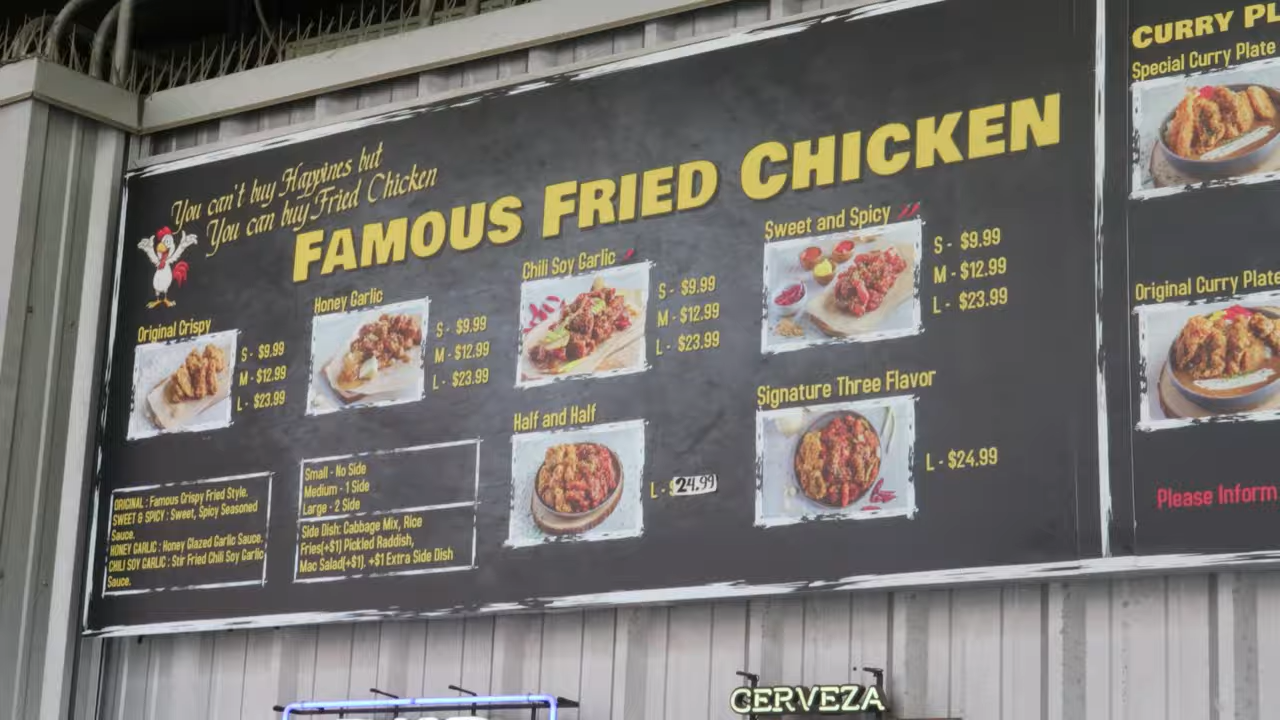 You can't buy Happines but
You can buy Fried Chicken
FAMOUS FRIED CHICKEN
Original Crispy
S - $9.99
M - $12.99
L - $23.99
Honey Garlic
S - $9.99
M - $12.99
L - $23.99
Chili Soy Garlic
S - $9.99
M - $12.99
L - $23.99
Sweet and Spicy
S - $9.99
M - $12.99
L - $23.99
Half and Half
L - $24.99
Signature Three Flavor
L - $24.99
ORIGINAL : Famous Crispy Fried Style.
SWEET & SPICY : Sweet, Spicy Seasoned
Sauce.
HONEY GARLIC : Honey Glazed Garlic Sauce.
CHILI SOY GARLIC : Stir Fried Chili Soy Garlic
Sauce.
Small - No Side
Medium - 1 Side
Large - 2 Side
Side Dish: Cabbage Mix, Rice
Fries(+$1) Pickled Raddish,
Mac Salad(+$1). +$1 Extra Side Dish
CURRY PL
Special Curry Plate
Original Curry Plate
Please Inform
CERVEZA